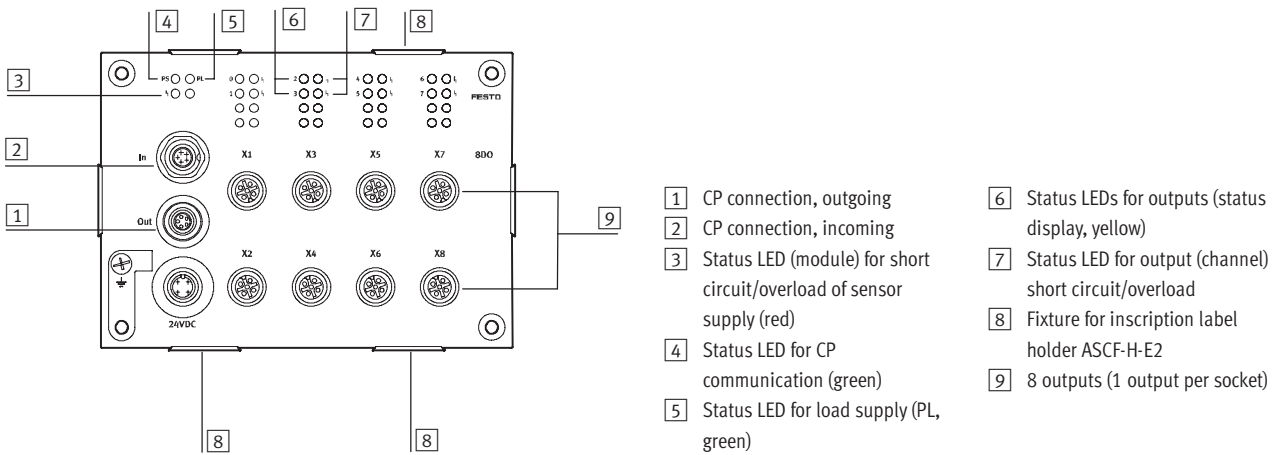 4 5 6 7 8
3
PS PL 0 2 4 6
1 3 5 7
FESTO
2
In X1 X3 X5 X7 8DO
1
Out
9
X2 X4 X6 X8
24VDC
8 8
1 CP connection, outgoing
2 CP connection, incoming
3 Status LED (module) for short
circuit/overload of sensor
supply (red)
4 Status LED for CP
communication (green)
5 Status LED for load supply (PL,
green)
6 Status LEDs for outputs (status
display, yellow)
7 Status LED for output (channel)
short circuit/overload
8 Fixture for inscription label
holder ASCF-H-E2
9 8 outputs (1 output per socket)